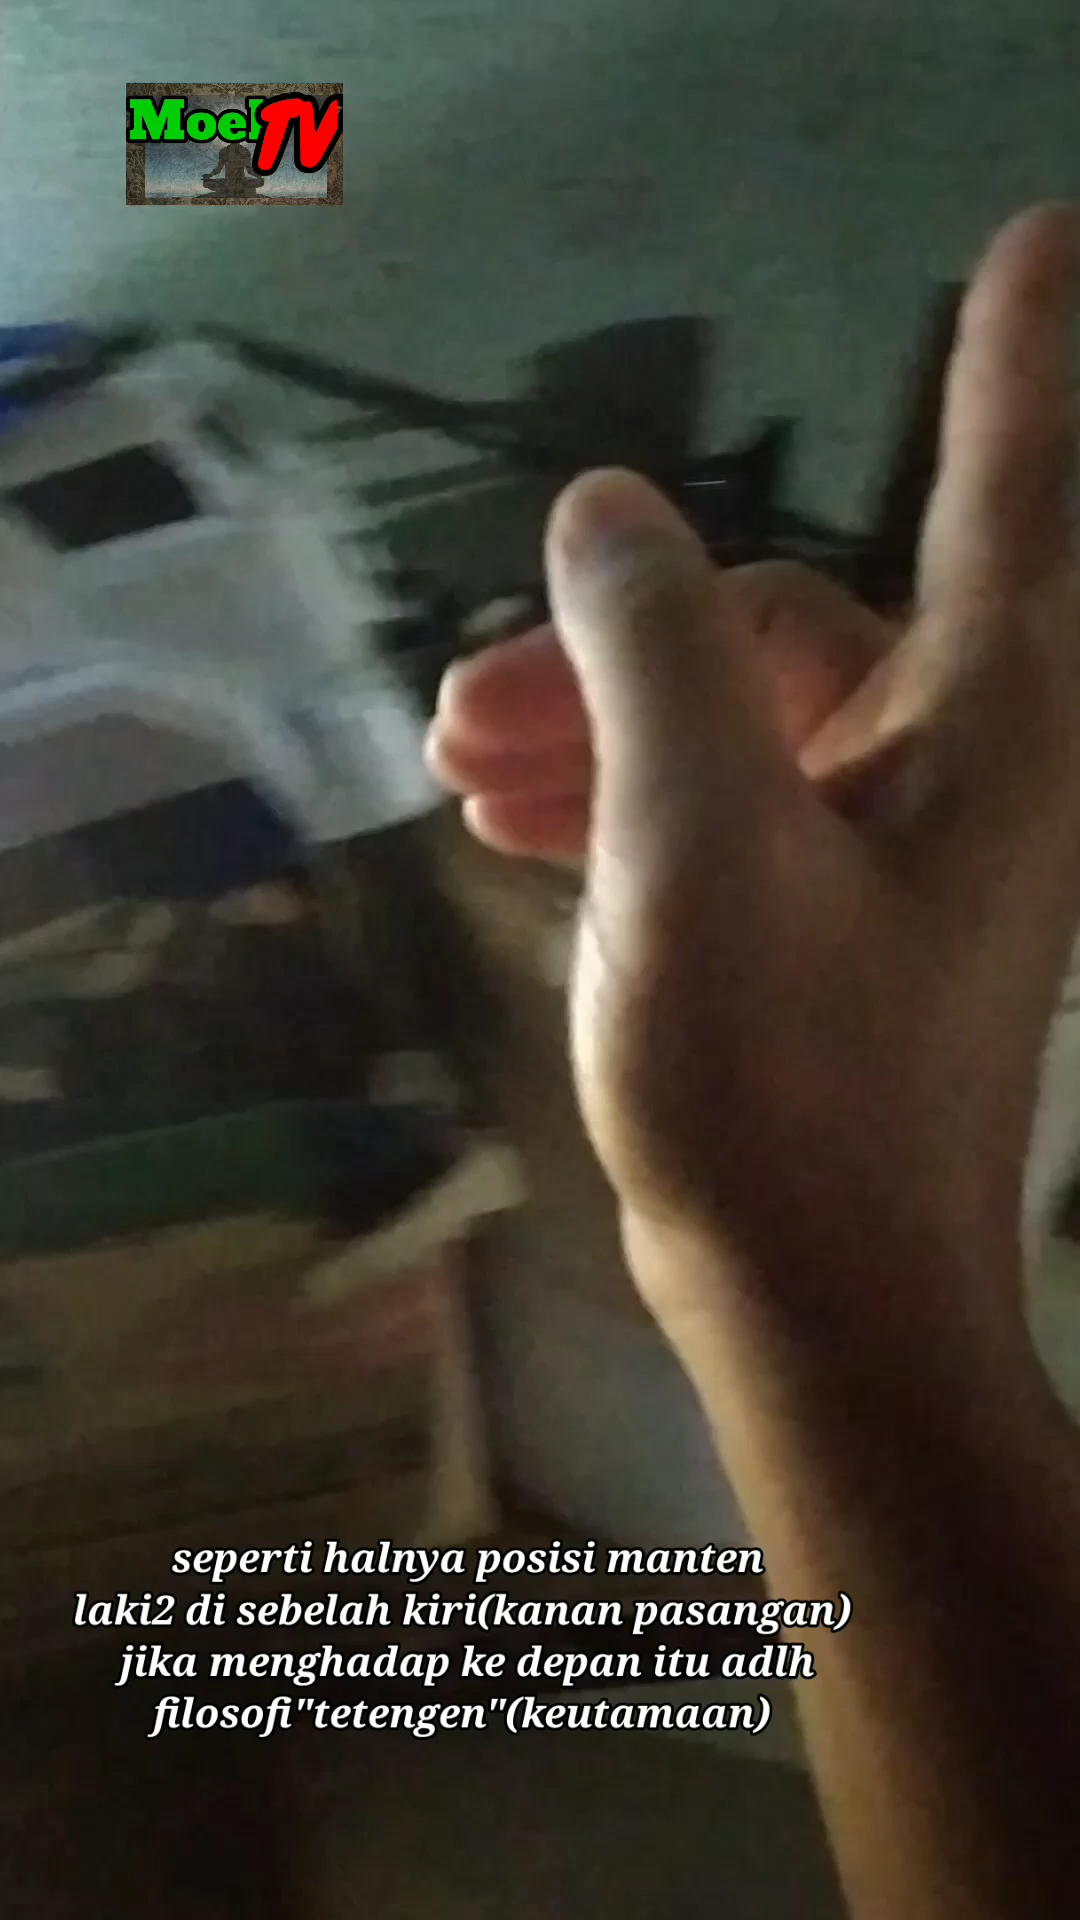 TV
seperti halnya posisi manten
laki2 di sebelah kiri(kanan pasangan)
jika menghadap ke depan itu adlh
filosofi"tetengen"(keutamaan)